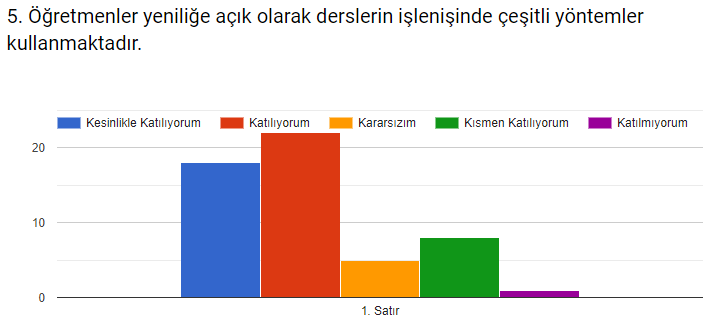 5. Öğretmenler yeniliğe açık olarak derslerin işlenişinde çeşitli yöntemler
kullanmaktadır.
Kesinlikle Katılıyorum Katılıyorum Kararsızım Kısmen Katılıyorum Katılmıyorum
20
10
0
1. Satır